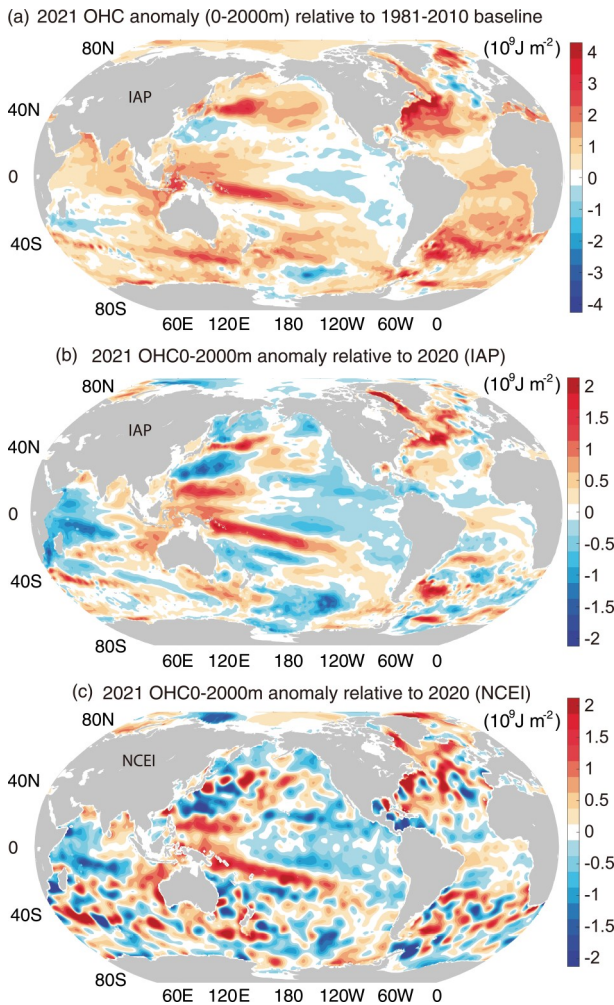 (a) 2021 OHC anomaly (0-2000m) relative to 1981-2010 baseline
80N
(10⁹J m⁻²)
IAP
40N
0
40S
80S
60E 120E 180 120W 60W 0
4
3
2
1
0
-1
-2
-3
-4
(b) 2021 OHC0-2000m anomaly relative to 2020 (IAP)
80N
(10⁹J m⁻²)
IAP
40N
0
40S
80S
60E 120E 180 120W 60W 0
2
1.5
1
0.5
0
-0.5
-1
-1.5
-2
(c) 2021 OHC0-2000m anomaly relative to 2020 (NCEI)
80N
(10⁹J m⁻²)
NCEI
40N
0
40S
80S
60E 120E 180 120W 60W 0
2
1.5
1
0.5
0
-0.5
-1
-1.5
-2